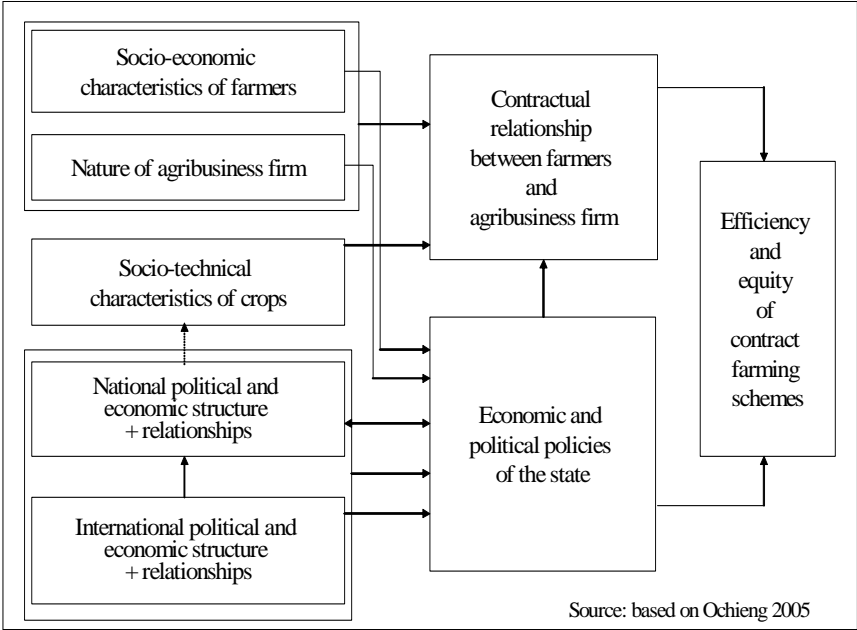 Socio-economic
characteristics of farmers
Nature of agribusiness firm
Socio-technical
characteristics of crops
National political and
economic structure
+ relationships
International political and
economic structure
+ relationships
Contractual
relationship
between farmers
and
agribusiness firm
Economic and
political policies
of the state
Efficiency
and
equity
of
contract
farming
schemes
Source: based on Ochieng 2005